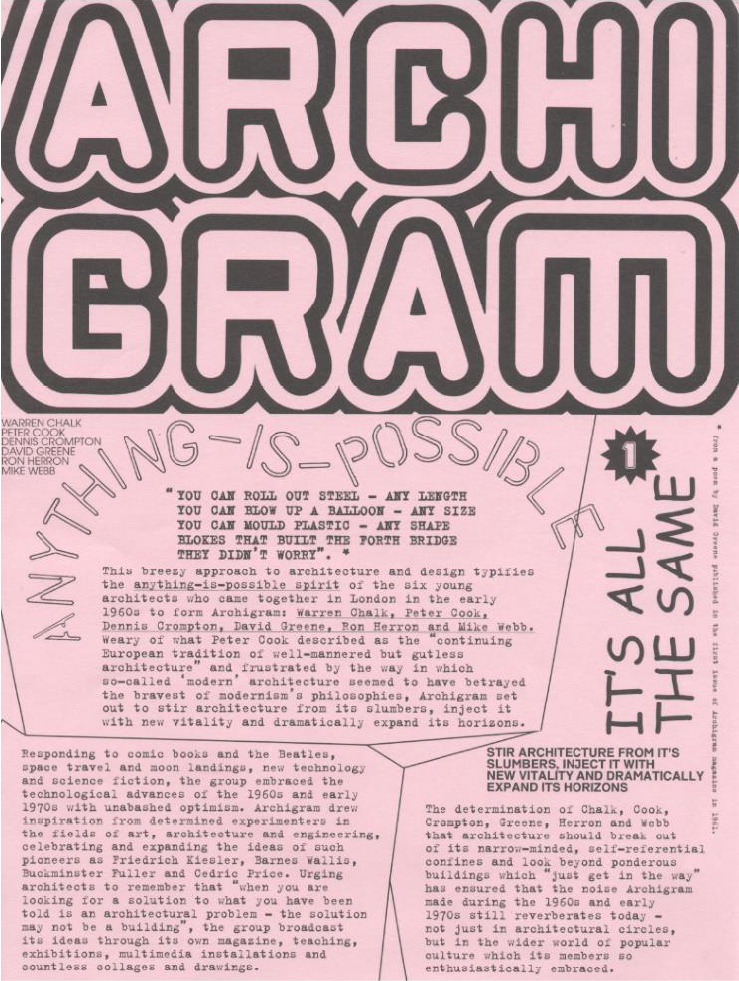 ARCHI
GRAM
WARREN CHALK
PETER COOK
DENNIS CROMPTON
DAVID GREENE
RON HERRON
MIKE WEBB
ANYTHING-IS-POSSIBLE
"YOU CAN ROLL OUT STEEL – ANY LENGTH
YOU CAN BLOW UP A BALLOON – ANY SIZE
YOU CAN MOULD PLASTIC – ANY SHAPE
BLOKES THAT BUILT THE FORTH BRIDGE
THEY DIDN'T WORRY". *
This breezy approach to architecture and design typifies
the anything-is-possible spirit of the six young
architects who came together in London in the early
1960s to form Archigram: Warren Chalk, Peter Cook,
Dennis Crompton, David Greene, Ron Herron and Mike Webb.
Weary of what Peter Cook described as the "continuing
European tradition of well-mannered but gutless
architecture" and frustrated by the way in which
so-called 'modern' architecture seemed to have betrayed
the bravest of modernism's philosophies, Archigram set
out to stir architecture from its slumbers, inject it
with new vitality and dramatically expand its horizons.
1
IT'S ALL
THE SAME
* from a poem by David Greene published in the first issue of Archigram magazine in 1961.
Responding to comic books and the Beatles,
space travel and moon landings, new technology
and science fiction, the group embraced the
technological advances of the 1960s and early
1970s with unabashed optimism. Archigram drew
inspiration from determined experimenters in
the fields of art, architecture and engineering,
celebrating and expanding the ideas of such
pioneers as Friedrich Kiesler, Barnes Wallis,
Buckminster Fuller and Cedric Price. Urging
architects to remember that "when you are
looking for a solution to what you have been
told is an architectural problem – the solution
may not be a building", the group broadcast
its ideas through its own magazine, teaching,
exhibitions, multimedia installations and
countless collages and drawings.
STIR ARCHITECTURE FROM IT'S
SLUMBERS, INJECT IT WITH
NEW VITALITY AND DRAMATICALLY
EXPAND ITS HORIZONS
The determination of Chalk, Cook,
Crompton, Greene, Herron and Webb
that architecture should break out
of its narrow-minded, self-referential
confines and look beyond ponderous
buildings which "just get in the way"
has ensured that the noise Archigram
made during the 1960s and early
1970s still reverberates today –
not just in architectural circles,
but in the wider world of popular
culture which its members so
enthusiastically embraced.